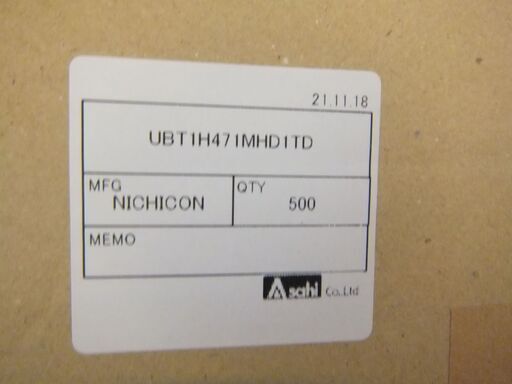 21.11.18
UBT1H471MHD1TD
MFG
NICHICON
QTY
500
MEMO
Asahi Co.,Ltd